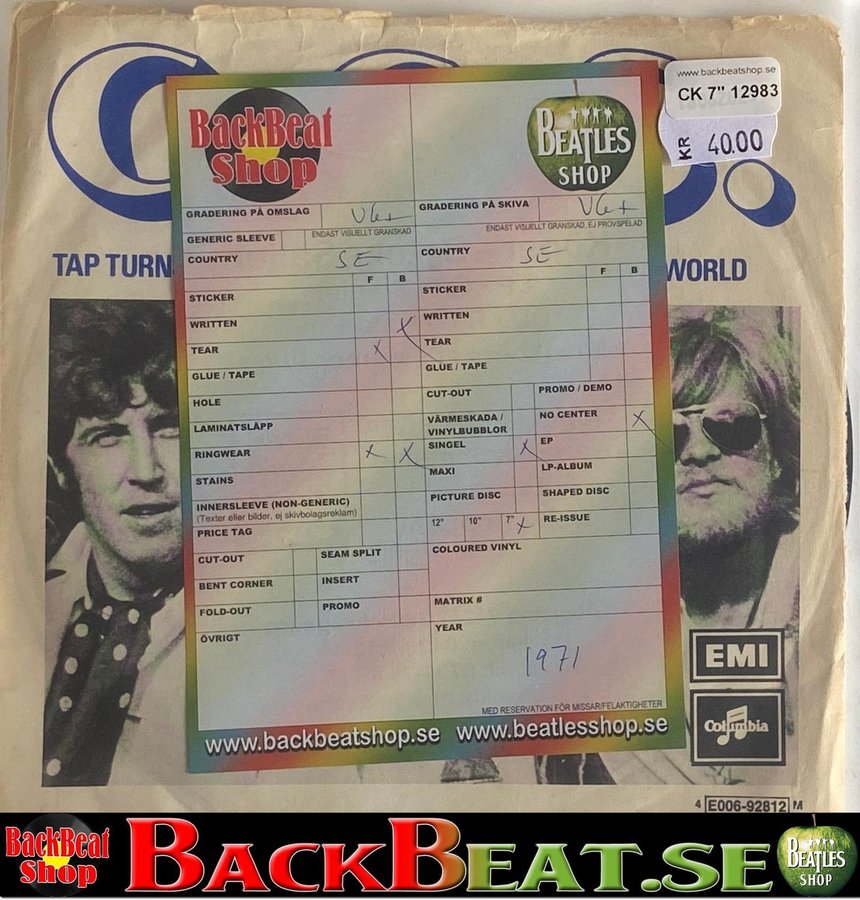 C.C.S.
www.backbeatshop.se
CK 7" 12983
KR 40.00
TAP TURN
WORLD
BackBeat Shop
BEATLES SHOP
GRADERING PÅ OMSLAG VG+
ENDAST VISUELLT GRANSKAD
GENERIC SLEEVE
COUNTRY SE
F B
STICKER
WRITTEN X
TEAR X
GLUE / TAPE
HOLE
LAMINATSLÄPP
RINGWEAR X X
STAINS
INNERSLEEVE (NON-GENERIC)
(Texter eller bilder, ej skivbolagsreklam)
PRICE TAG
CUT-OUT SEAM SPLIT
BENT CORNER INSERT
FOLD-OUT PROMO
ÖVRIGT
GRADERING PÅ SKIVA VG+
ENDAST VISUELLT GRANSKAD, EJ PROVSPELAD
COUNTRY SE
F B
STICKER
WRITTEN
TEAR
GLUE / TAPE
CUT-OUT PROMO / DEMO
VÄRMESKADA / VINYLBUBBLOR NO CENTER X
SINGEL X EP
MAXI LP-ALBUM
PICTURE DISC SHAPED DISC
12" 10" 7" X RE-ISSUE
COLOURED VINYL
MATRIX #
YEAR
1971
MED RESERVATION FÖR MISSAR/FELAKTIGHETER
www.backbeatshop.se www.beatlesshop.se
EMI
Columbia
4 E006-92812 M
BackBeat Shop
BACKBEAT.SE
BEATLES SHOP